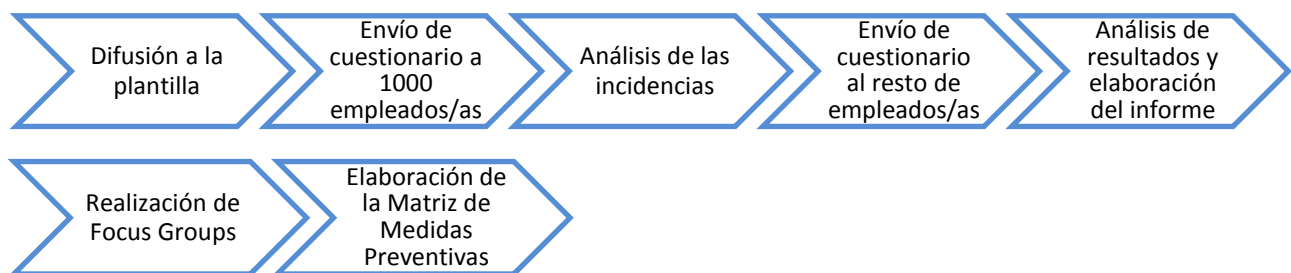 Difusión a la
plantilla
Envío de
cuestionario a
1000
empleados/as
Análisis de las
incidencias
Envío de
cuestionario
al resto de
empleados/as
Análisis de
resultados y
elaboración
del informe
Realización de
Focus Groups
Elaboración de
la Matriz de
Medidas
Preventivas